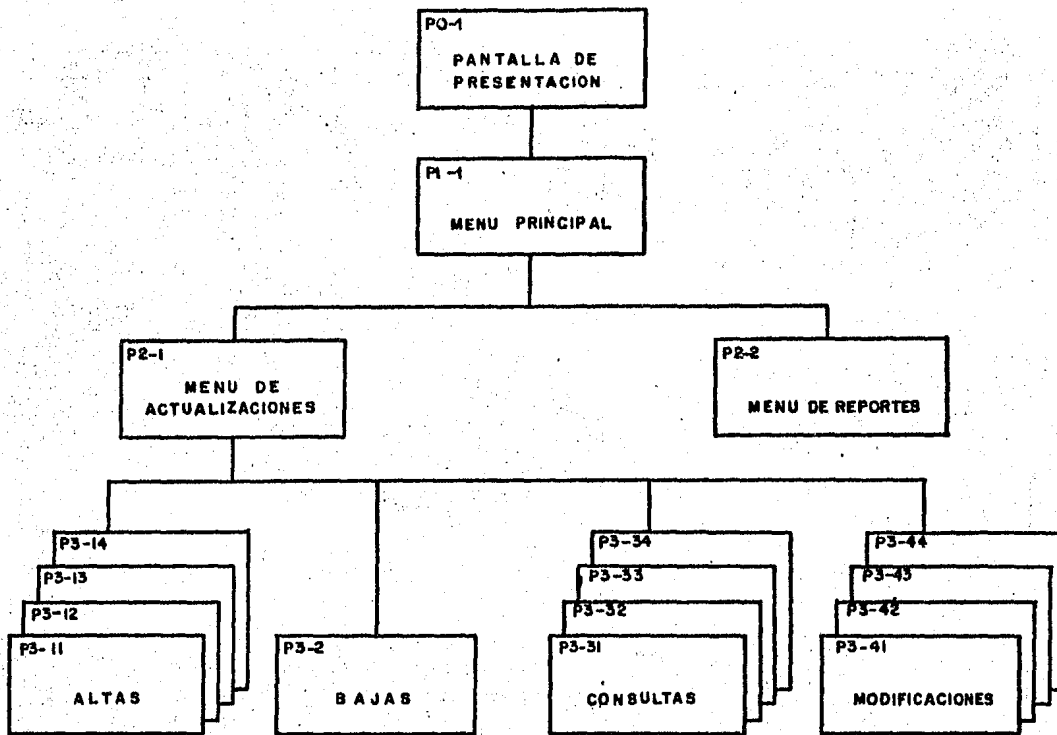 P0-1
PANTALLA DE
PRESENTACION
P1-1
MENU PRINCIPAL
P2-1
MENU DE
ACTUALIZACIONES
P2-2
MENU DE REPORTES
P3-14
P3-13
P3-12
P3-11
ALTAS
P3-2
BAJAS
P3-34
P3-33
P3-32
P3-31
CONSULTAS
P3-44
P3-43
P3-42
P3-41
MODIFICACIONES